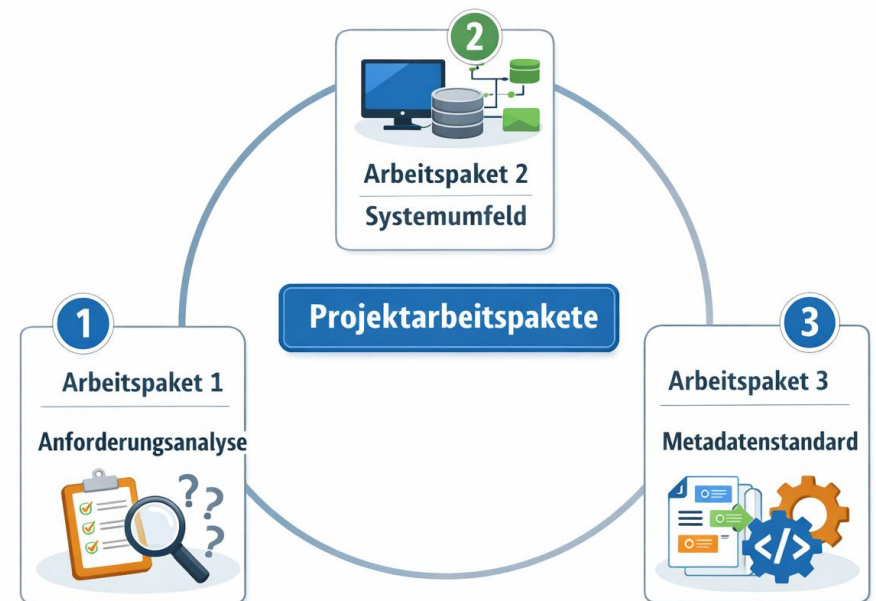 2
Arbeitspaket 2
Systemumfeld
Projektarbeitspakete
1
Arbeitspaket 1
Anforderungsanalyse
? ? ?
3
Arbeitspaket 3
Metadatenstandard
</>